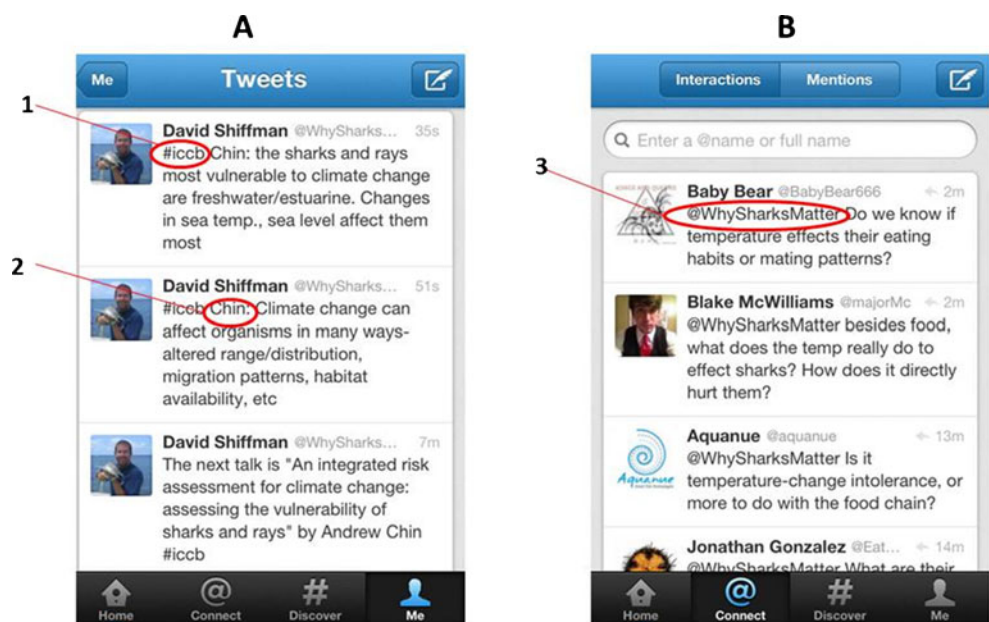 A
B
Me
Tweets
1
David Shiffman @WhySharks... 35s
#iccb Chin: the sharks and rays
most vulnerable to climate change
are freshwater/estuarine. Changes
in sea temp., sea level affect them
most
2
David Shiffman @WhySharks... 51s
#iccb Chin: Climate change can
affect organisms in many ways-
altered range/distribution,
migration patterns, habitat
availability, etc
David Shiffman @WhySharks... 7m
The next talk is "An integrated risk
assessment for climate change:
assessing the vulnerability of
sharks and rays" by Andrew Chin
#iccb
Home
Connect
Discover
Me
Interactions
Mentions
Enter a @name or full name
3
Baby Bear @BabyBear666 2m
@WhySharksMatter Do we know if
temperature effects their eating
habits or mating patterns?
Blake McWilliams @majorMc 2m
@WhySharksMatter besides food,
what does the temp really do to
effect sharks? How does it directly
hurt them?
Aquanue
Aquanue @aquanue 13m
@WhySharksMatter Is it
temperature-change intolerance, or
more to do with the food chain?
Jonathan Gonzalez @Eat... 14m
@WhySharksMatter What are their
Home
Connect
Discover
Me